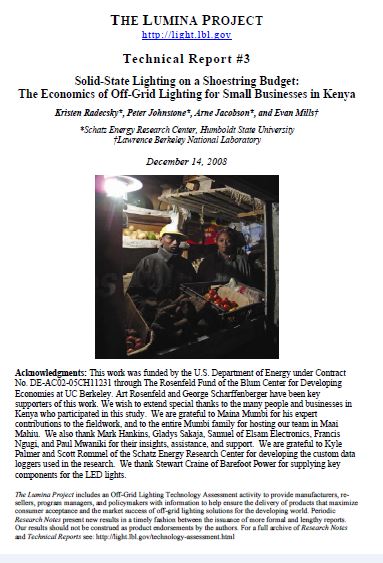 THE LUMINA PROJECT
http://light.lbl.gov
Technical Report #3
Solid-State Lighting on a Shoestring Budget:
The Economics of Off-Grid Lighting for Small Businesses in Kenya
Kristen Radecsky*, Peter Johnstone*, Arne Jacobson*, and Evan Mills†
*Schatz Energy Research Center, Humboldt State University
†Lawrence Berkeley National Laboratory
December 14, 2008
Acknowledgments: This work was funded by the U.S. Department of Energy under Contract
No. DE-AC02-05CH11231 through The Rosenfeld Fund of the Blum Center for Developing
Economies at UC Berkeley. Art Rosenfeld and George Scharffenberger have been key
supporters of this work. We wish to extend special thanks to the many people and businesses in
Kenya who participated in this study. We are grateful to Maina Mumbi for his expert
contributions to the fieldwork, and to the entire Mumbi family for hosting our team in Maai
Mahiu. We also thank Mark Hankins, Gladys Sakaja, Samuel of Elsam Electronics, Francis
Ngugi, and Paul Mwaniki for their insights, assistance, and support. We are grateful to Kyle
Palmer and Scott Rommel of the Schatz Energy Research Center for developing the custom data
loggers used in the research. We thank Stewart Craine of Barefoot Power for supplying key
components for the LED lights.
The Lumina Project includes an Off-Grid Lighting Technology Assessment activity to provide manufacturers, re-
sellers, program managers, and policymakers with information to help ensure the delivery of products that maximize
consumer acceptance and the market success of off-grid lighting solutions for the developing world. Periodic
Research Notes present new results in a timely fashion between the issuance of more formal and lengthy reports.
Our results should not be construed as product endorsements by the authors. For a full archive of Research Notes
and Technical Reports see: http://light.lbl.gov/technology-assessment.html